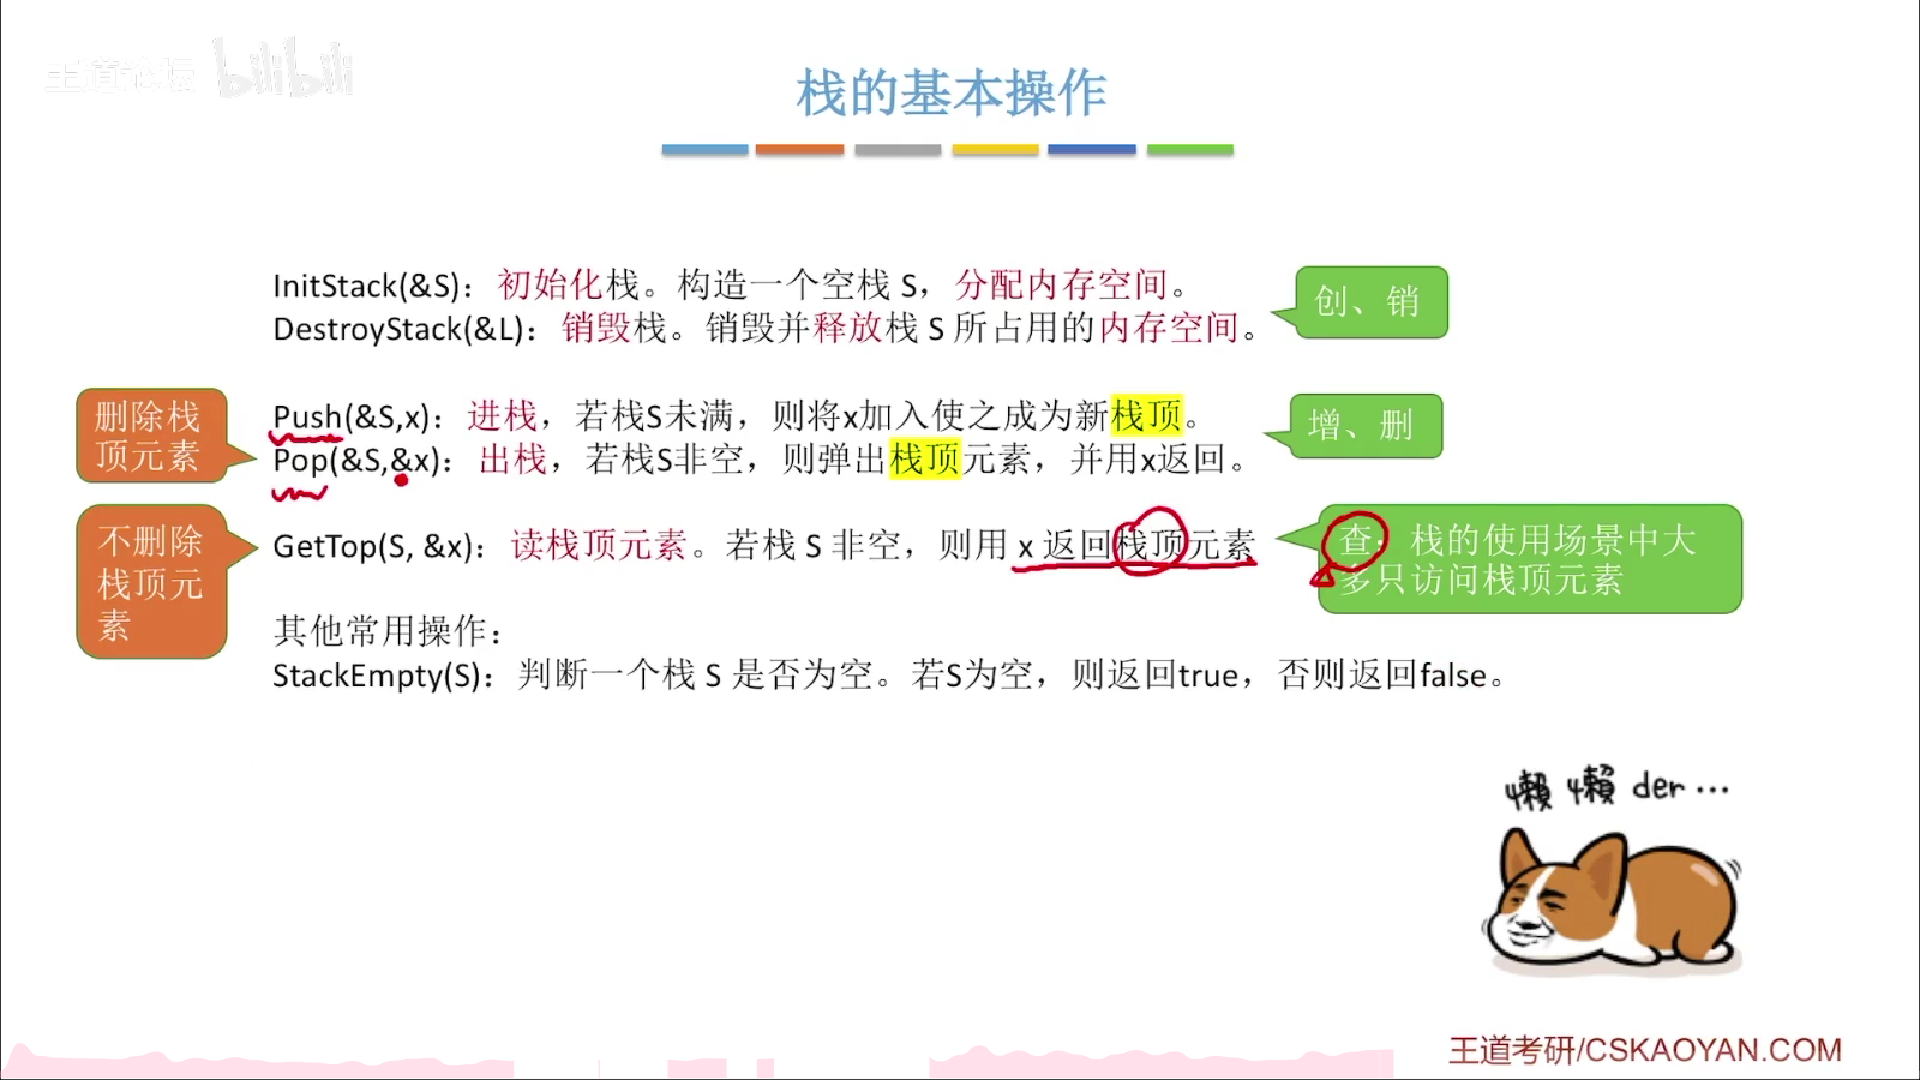 王道论坛 bilibili
栈的基本操作
InitStack(&S)：初始化栈。构造一个空栈 S，分配内存空间。
DestroyStack(&L)：销毁栈。销毁并释放栈 S 所占用的内存空间。
创、销
删除栈
顶元素
Push(&S,x)：进栈，若栈S未满，则将x加入使之成为新栈顶。
Pop(&S,&x)：出栈，若栈S非空，则弹出栈顶元素，并用x返回。
增、删
不删除
栈顶元
素
GetTop(S, &x)：读栈顶元素。若栈 S 非空，则用 x 返回栈顶元素
查：栈的使用场景中大
多只访问栈顶元素
其他常用操作：
StackEmpty(S)：判断一个栈 S 是否为空。若S为空，则返回true，否则返回false。
懒 懒 der …
王道考研/CSKAOYAN.COM